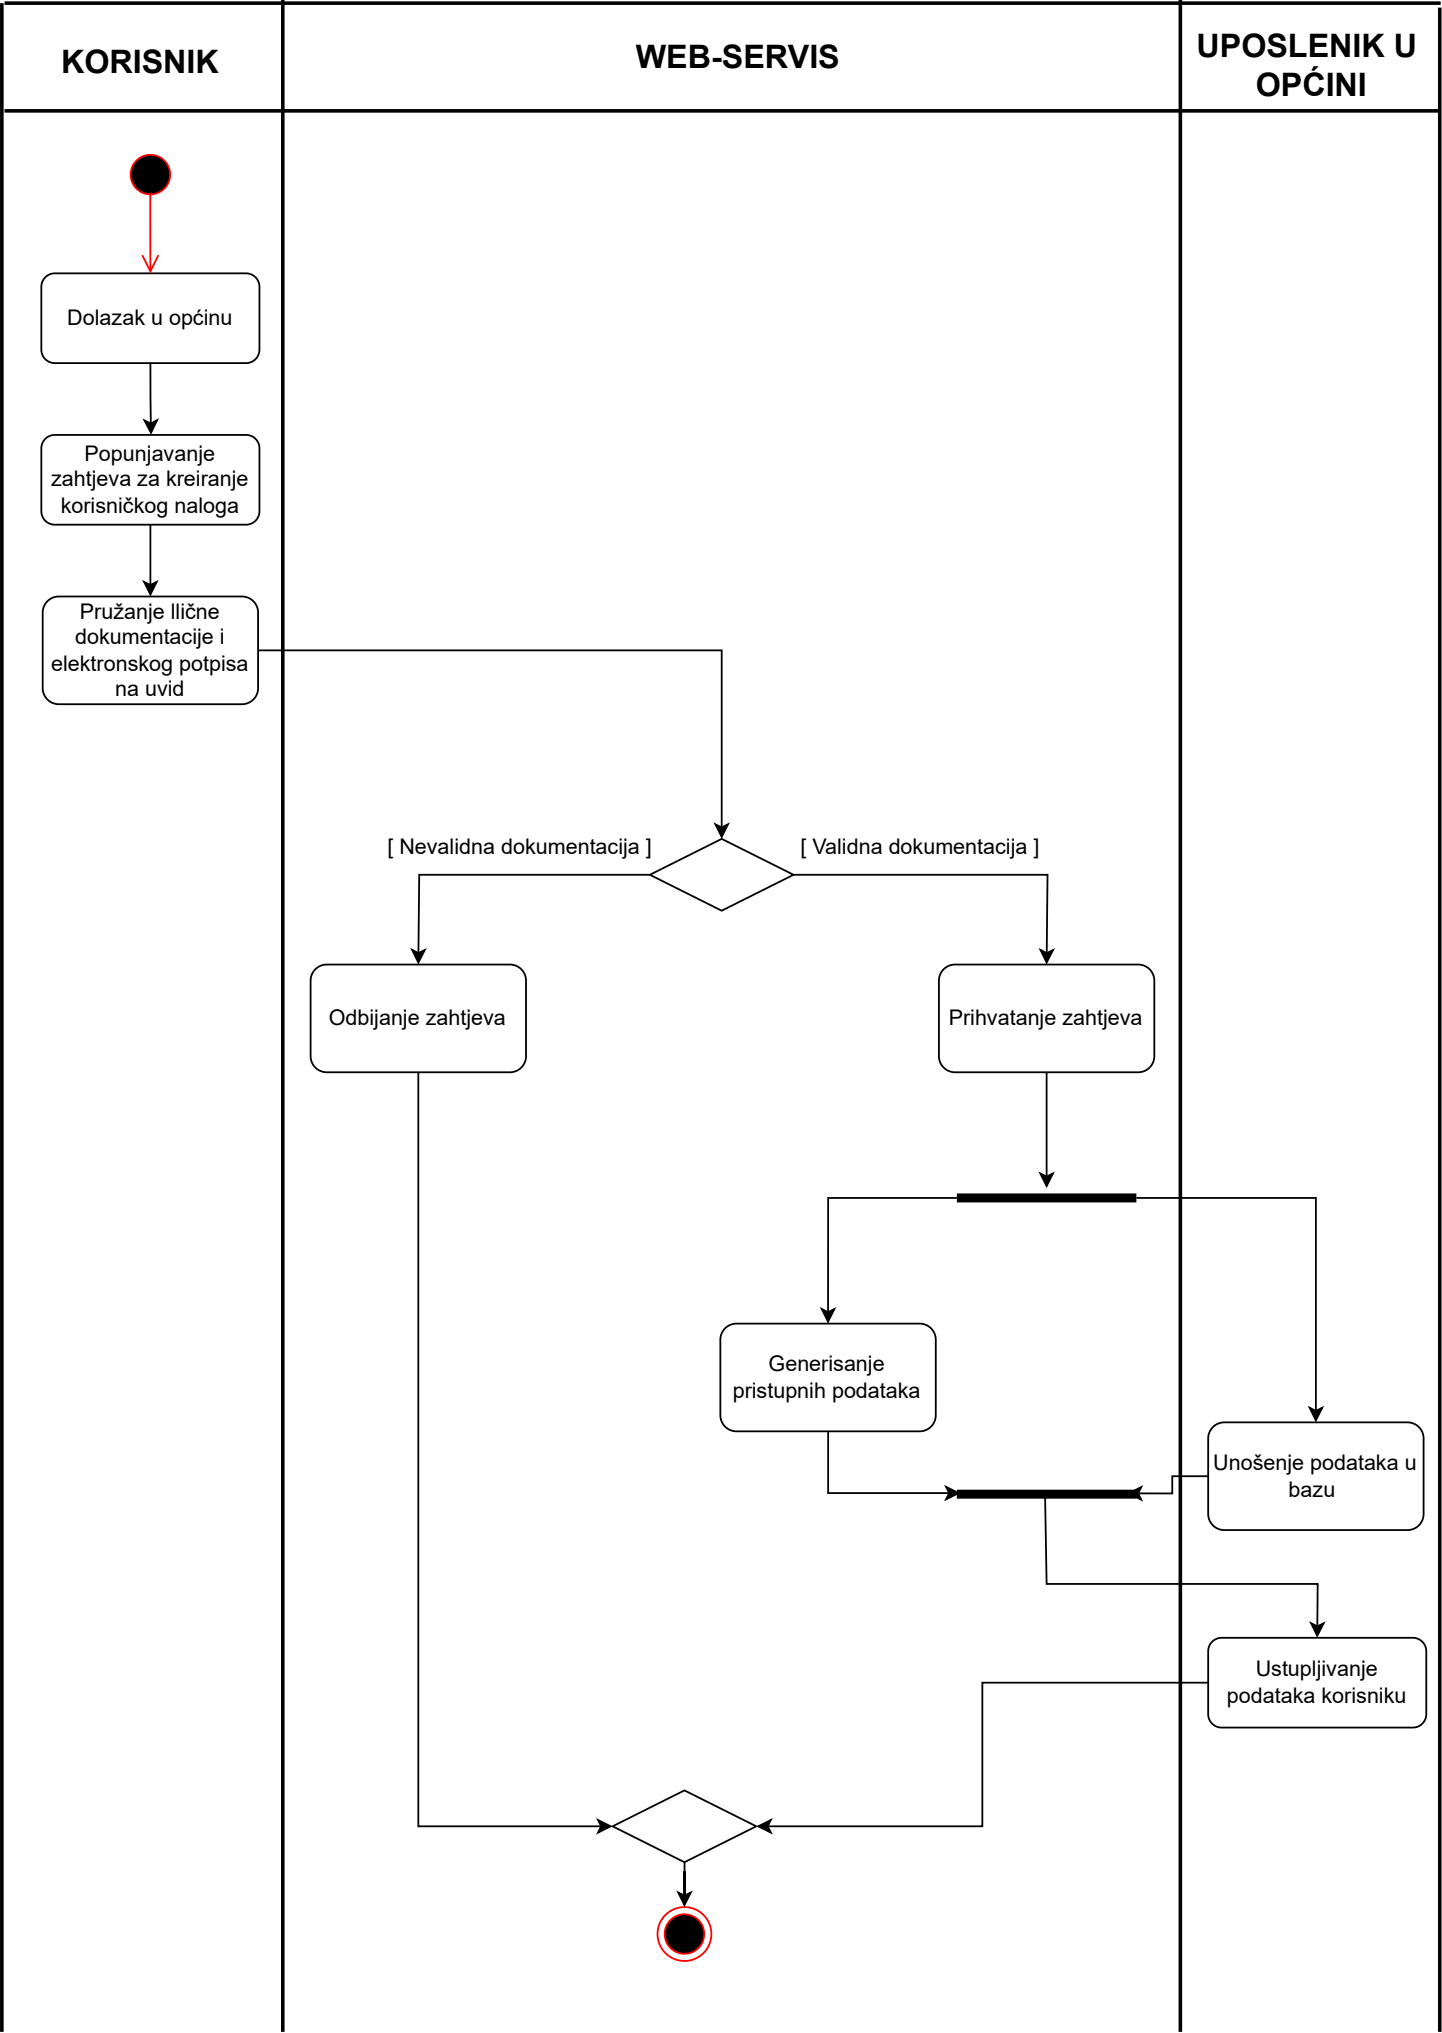 KORISNIK
WEB-SERVIS
UPOSLENIK U
OPĆINI
Dolazak u općinu
Popunjavanje
zahtjeva za kreiranje
korisničkog naloga
Pružanje lične
dokumentacije i
elektronskog potpisa
na uvid
[ Nevalidna dokumentacija ]
[ Validna dokumentacija ]
Odbijanje zahtjeva
Prihvatanje zahtjeva
Generisanje
pristupnih podataka
Unošenje podataka u
bazu
Ustupljivanje
podataka korisniku